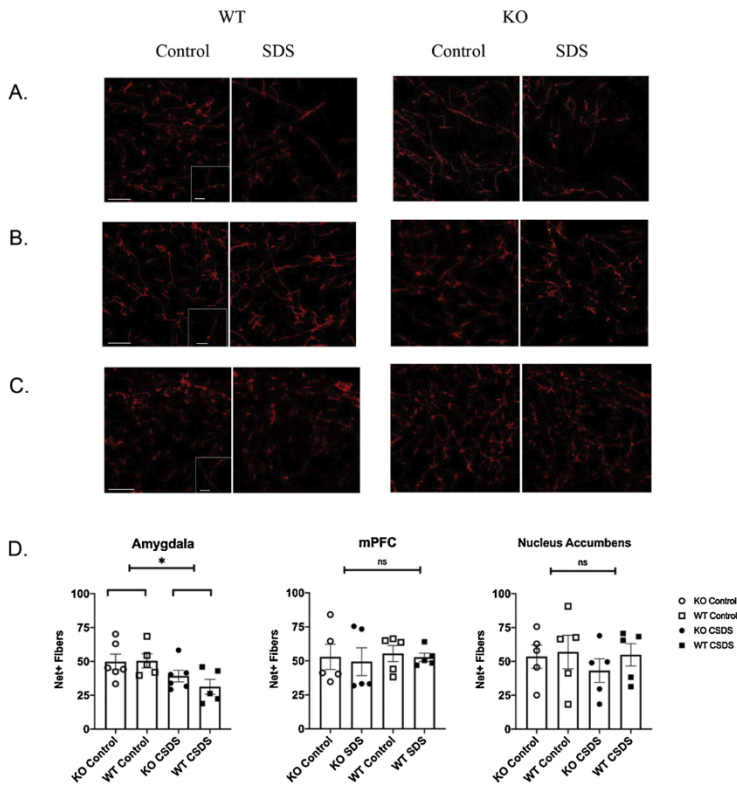 WT KO
Control SDS Control SDS
A.
B.
C.
D.
Amygdala
*
Net+ Fibers
100
75
50
25
0
KO Control
WT Control
KO CSDS
WT CSDS
mPFC
ns
Net+ Fibers
100
75
50
25
0
KO Control
KO SDS
WT Control
WT SDS
Nucleus Accumbens
ns
Net+ Fibers
100
75
50
25
0
KO Control
WT Control
KO CSDS
WT CSDS
KO Control
WT Control
KO CSDS
WT CSDS